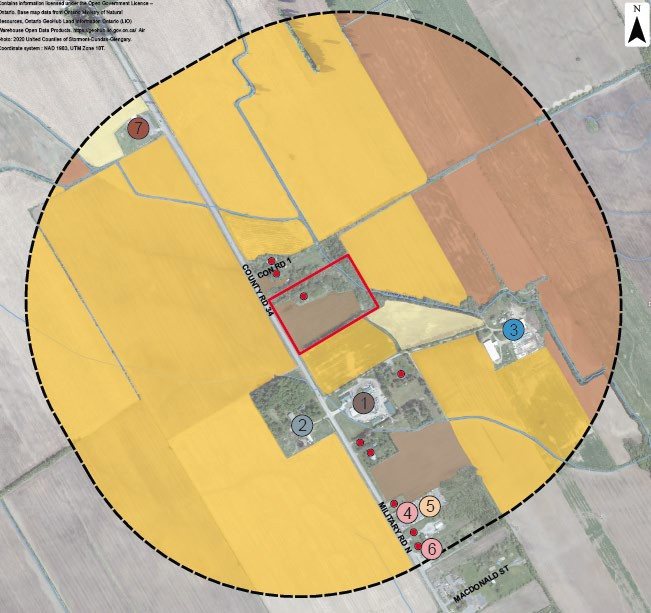 Contains information licensed under the Open Government Licence –
Ontario. Base map data from Ontario Ministry of Natural
Resources, Ontario GeoHub Land Information Ontario (LIO)
Warehouse Open Data Products. https://geohub.lio.gov.on.ca/ Air
Photo: 2020 United Counties of Stormont-Dundas-Glengary.
Coordinate system : NAD 1983, UTM Zone 18T.
N
7
CON RD 1
COUNTY RD 34
3
1
2
4
5
6
MILITARY RD N
MACDONALD ST